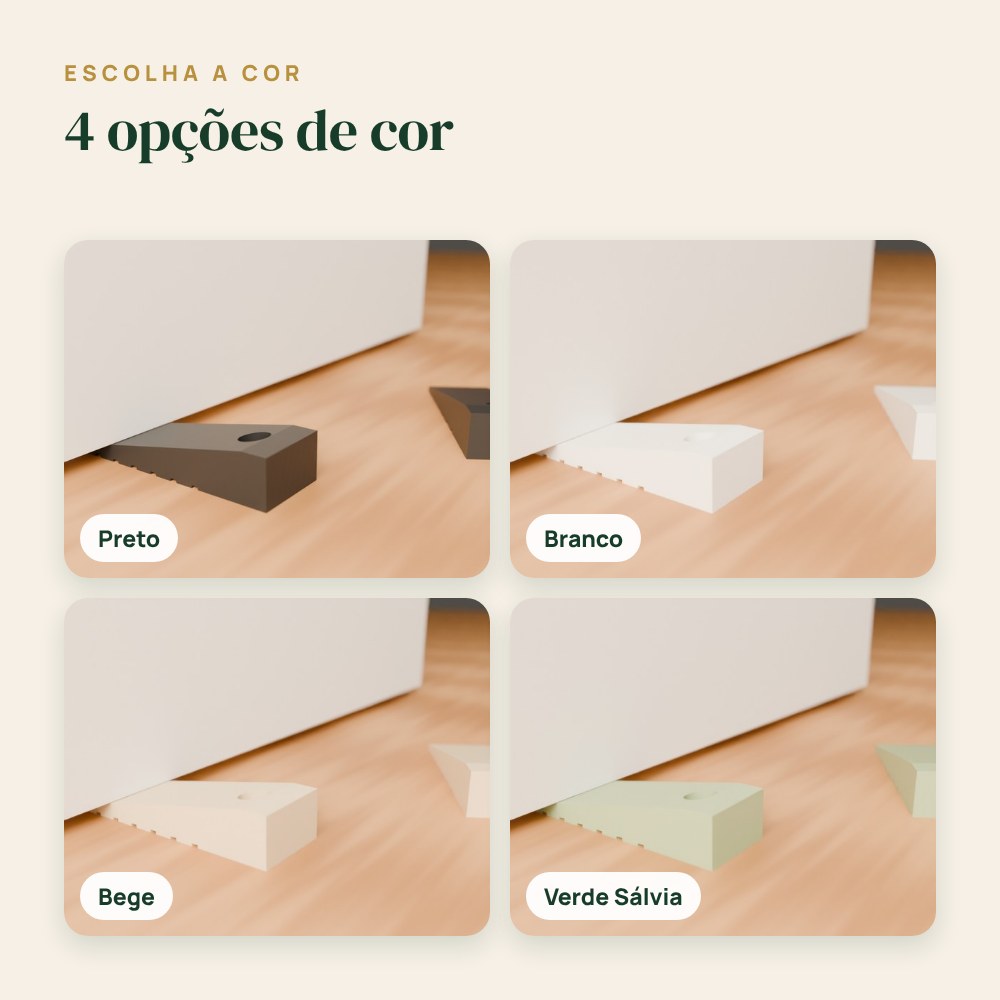 ESCOLHA A COR
4 opções de cor
Preto
Branco
Bege
Verde Sálvia